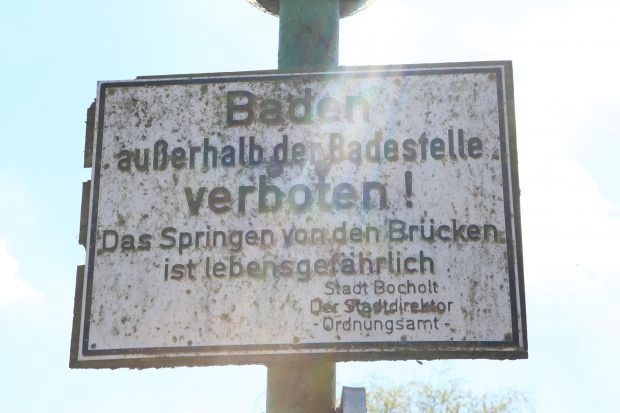 Baden
außerhalb der Badestelle
verboten !
Das Springen von den Brücken
ist lebensgefährlich
Stadt Bocholt
Der Stadtdirektor
- Ordnungsamt -